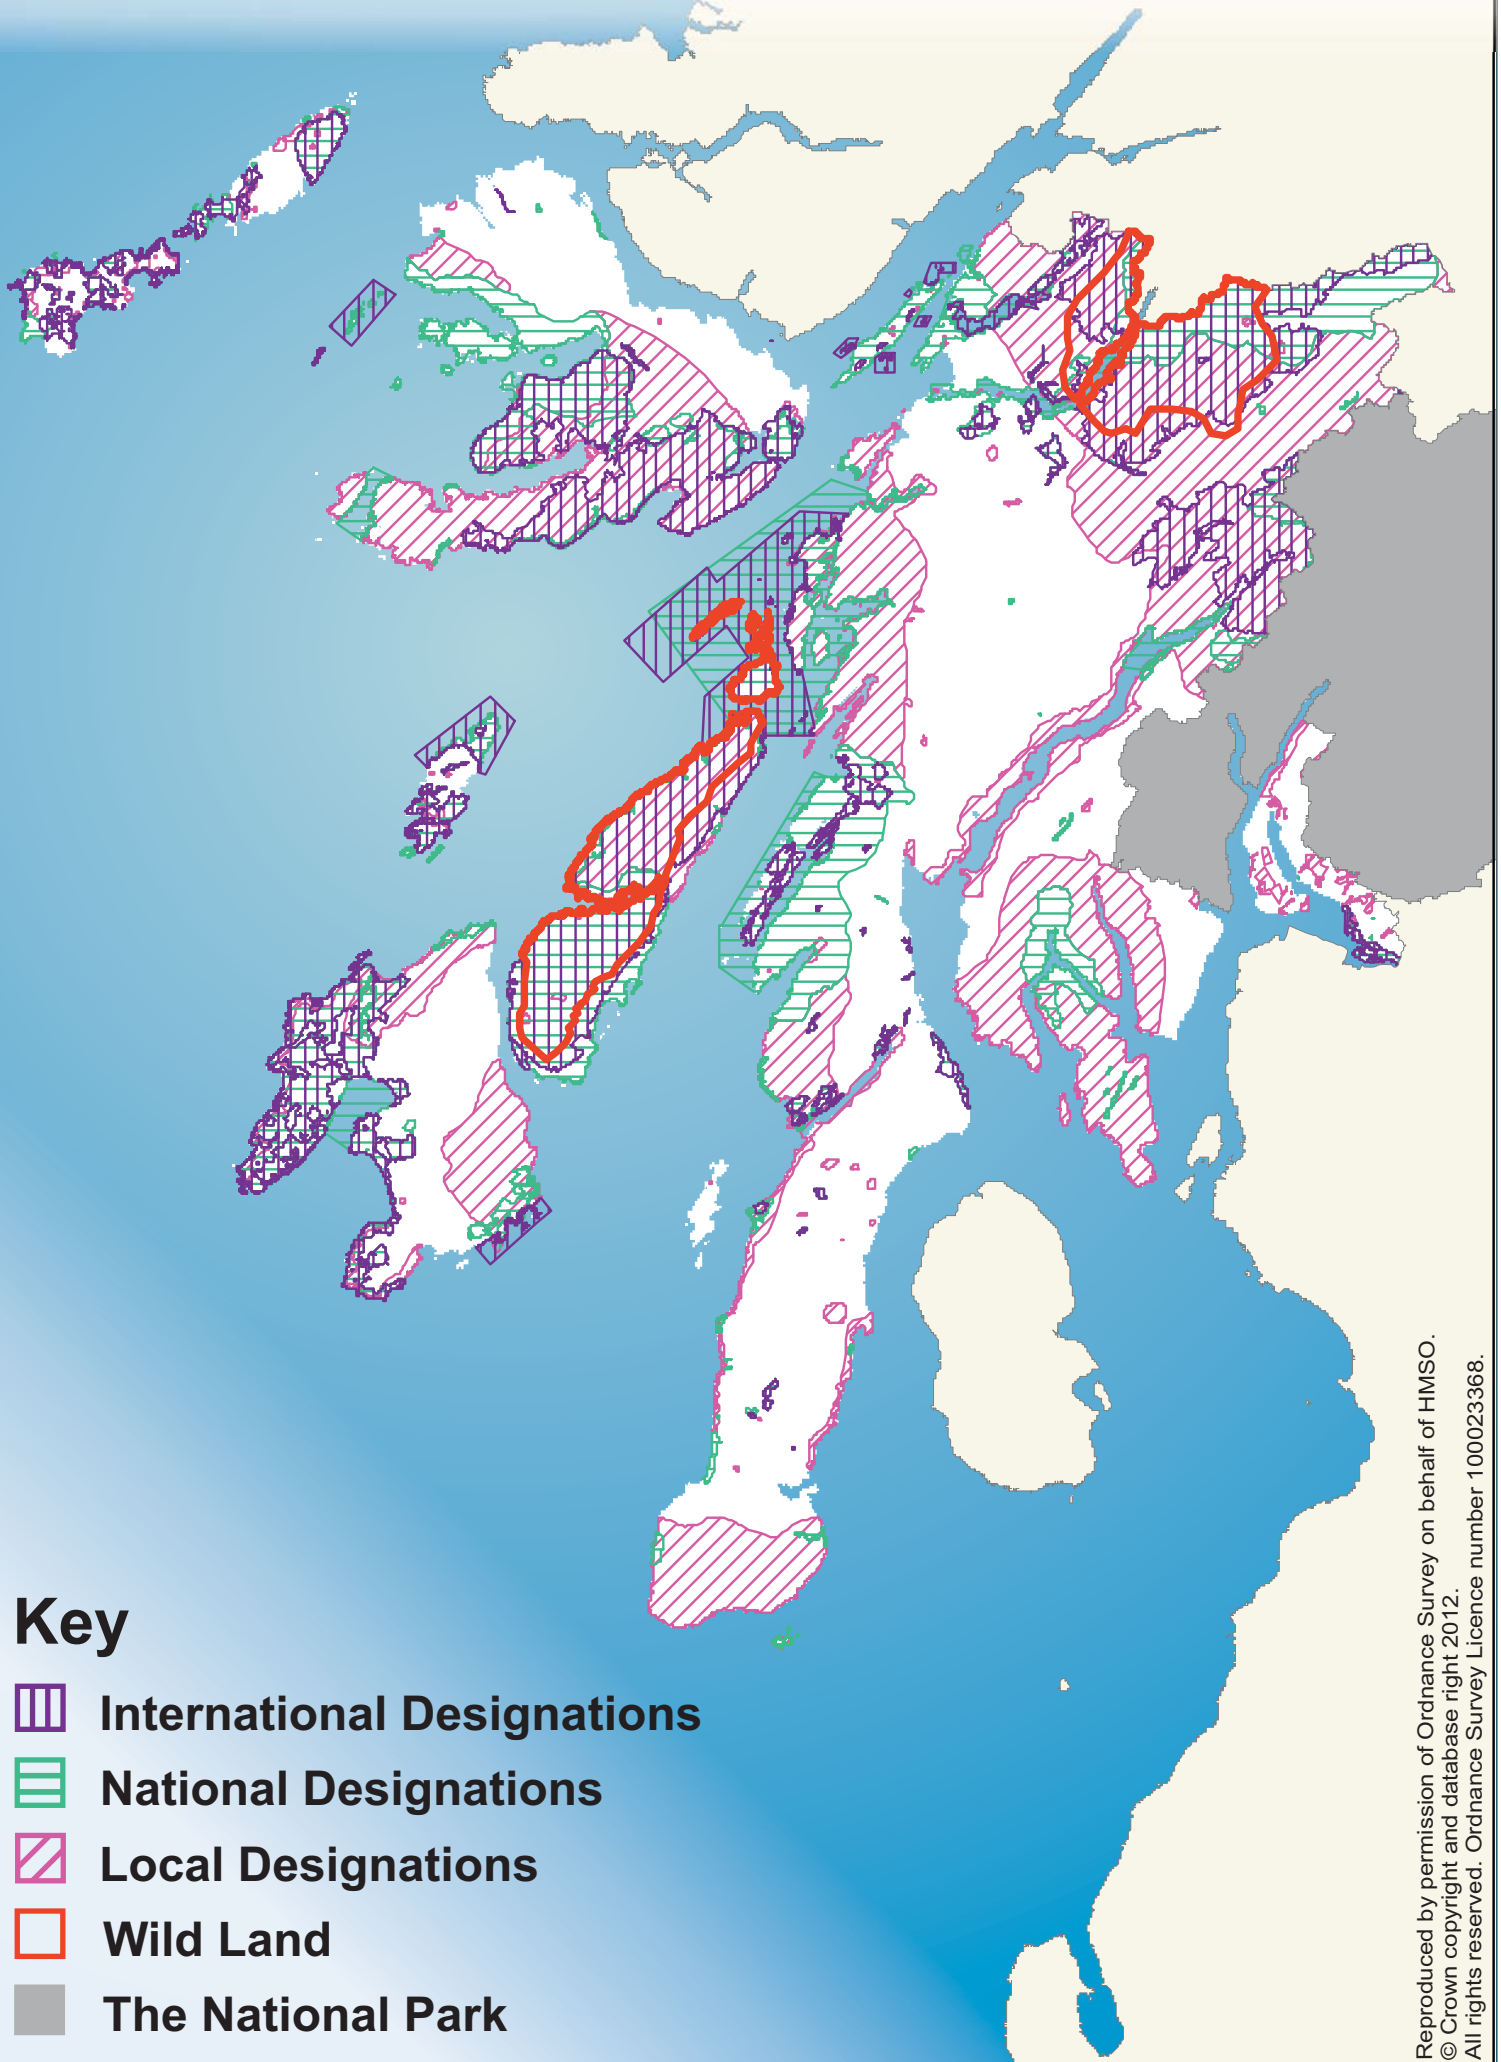 Key
International Designations
National Designations
Local Designations
Wild Land
The National Park
Reproduced by permission of Ordnance Survey on behalf of HMSO.
© Crown copyright and database right 2012.
All rights reserved. Ordnance Survey Licence number 100023368.